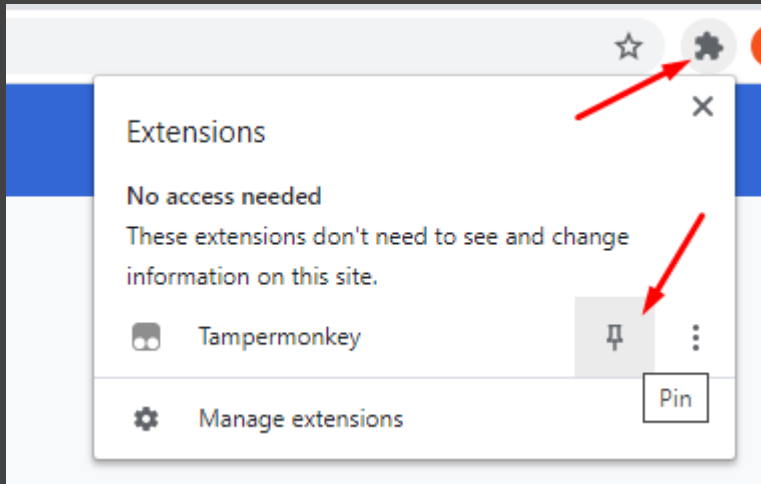 Extensions
No access needed
These extensions don't need to see and change
information on this site.
Tampermonkey
Pin
Manage extensions